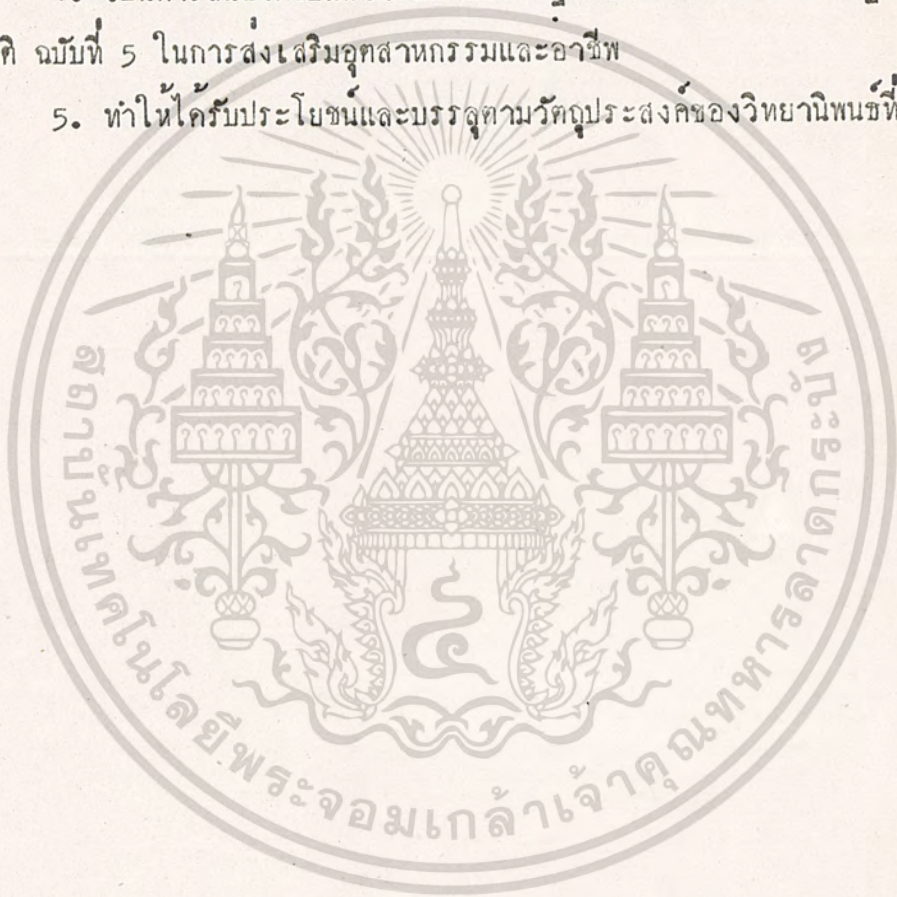 ติ ฉบับที่ 5 ในการส่งเสริมอุตสาหกรรมและอาชีพ
5. ทำให้ได้รับประโยชน์และบรรลุตามวัตถุประสงค์ของวิทยานิพนธ์ที่
สถาบันเทคโนโลยีพระจอมเกล้าเจ้าคุณทหารลาดกระบัง
๔